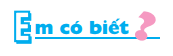 Em có biết ?